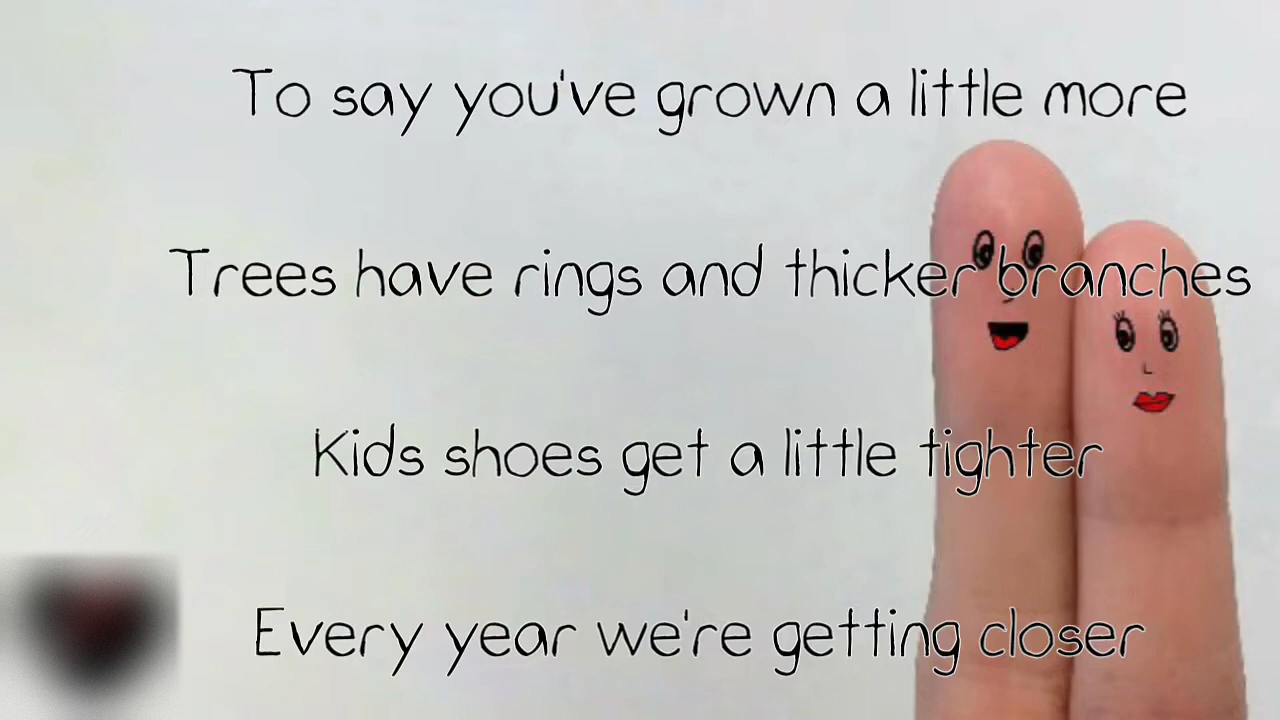 To say you've grown a little more
Trees have rings and thicker branches
Kids shoes get a little tighter
Every year we're getting closer